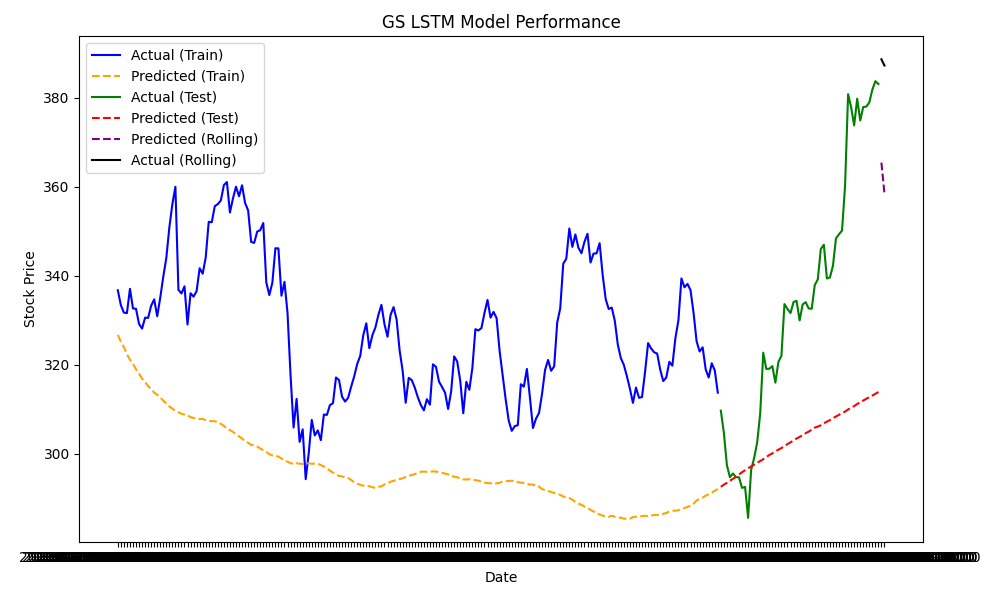 GS LSTM Model Performance
Actual (Train)
Predicted (Train)
Actual (Test)
Predicted (Test)
Predicted (Rolling)
Actual (Rolling)
380
360
340
320
300
Stock Price
Date